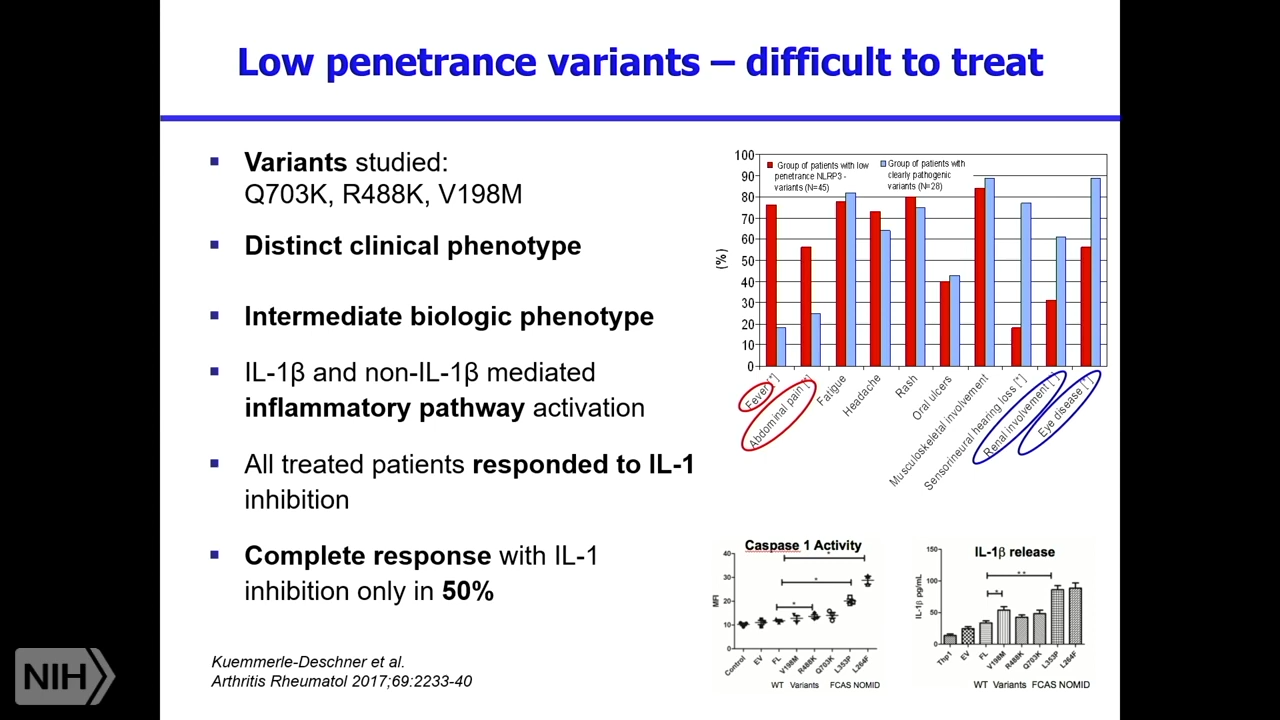 Low penetrance variants – difficult to treat
▪ Variants studied:
Q703K, R488K, V198M
▪ Distinct clinical phenotype
▪ Intermediate biologic phenotype
▪ IL-1β and non-IL-1β mediated
inflammatory pathway activation
▪ All treated patients responded to IL-1
inhibition
▪ Complete response with IL-1
inhibition only in 50%
Kuemmerle-Deschner et al.
Arthritis Rheumatol 2017;69:2233-40
NIH
Group of patients with low
penetrance NLRP3 -
variants (N=45)
Group of patients with
clearly pathogenic
variants (N=28)
(%)
100
90
80
70
60
50
40
30
20
10
0
Fever [*]
Abdominal pain [*]
Fatigue
Headache
Rash
Oral ulcers
Musculoskeletal involvement
Sensorineural hearing loss [*]
Renal involvement [*]
Eye disease [*]
Caspase 1 Activity
MFI
40
30
20
10
0
* * *
Control EV FL V198M R488K Q703K L353P L264F
WT Variants FCAS NOMID
IL-1β release
IL-1β pg/mL
150
100
50
0
* *
*
Thp1 EV FL V198M R488K Q703K L353P L264F
WT Variants FCAS NOMID